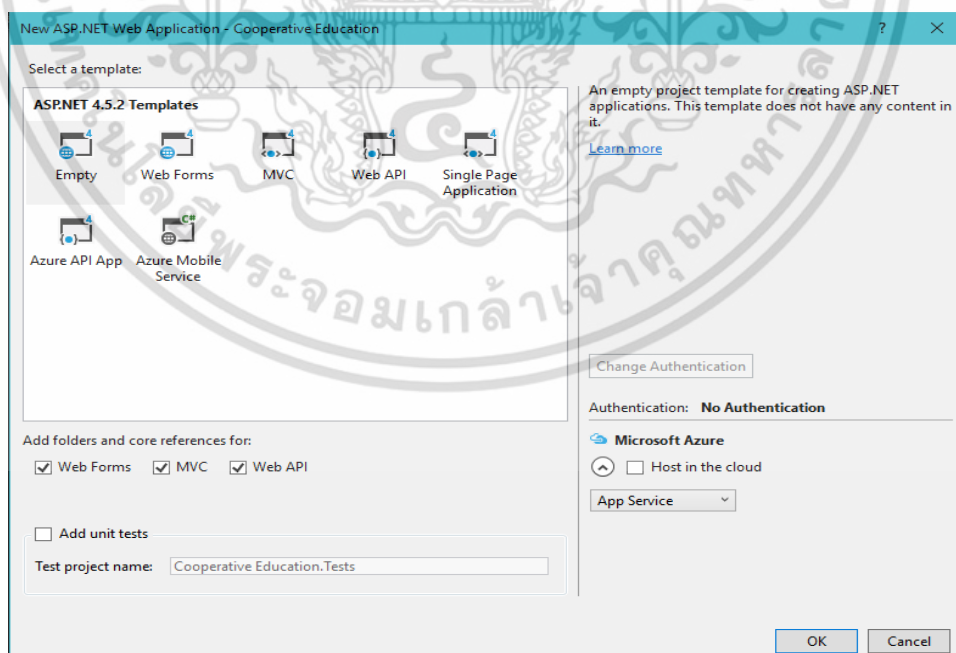 New ASP.NET Web Application - Cooperative Education
?
Select a template:
ASP.NET 4.5.2 Templates
Empty
Web Forms
MVC
Web API
Single Page
Application
Azure API App
Azure Mobile
Service
An empty project template for creating ASP.NET
applications. This template does not have any content in
it.
Learn more
Change Authentication
Authentication: No Authentication
Microsoft Azure
Host in the cloud
App Service
Add folders and core references for:
Web Forms MVC Web API
Add unit tests
Test project name: Cooperative Education.Tests
OK Cancel
พระจอมเกล้าเจ้าคุณทหาร